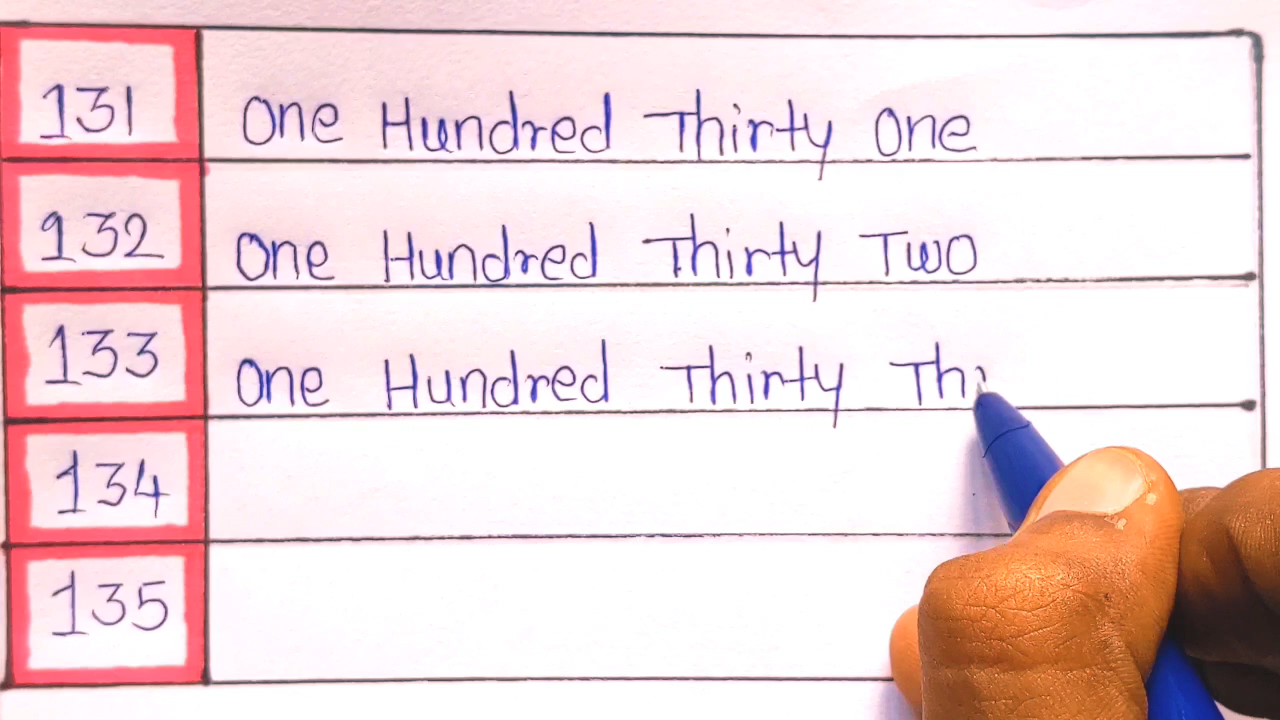 131 One Hundred Thirty One
132 One Hundred Thirty Two
133 One Hundred Thirty Th
134
135